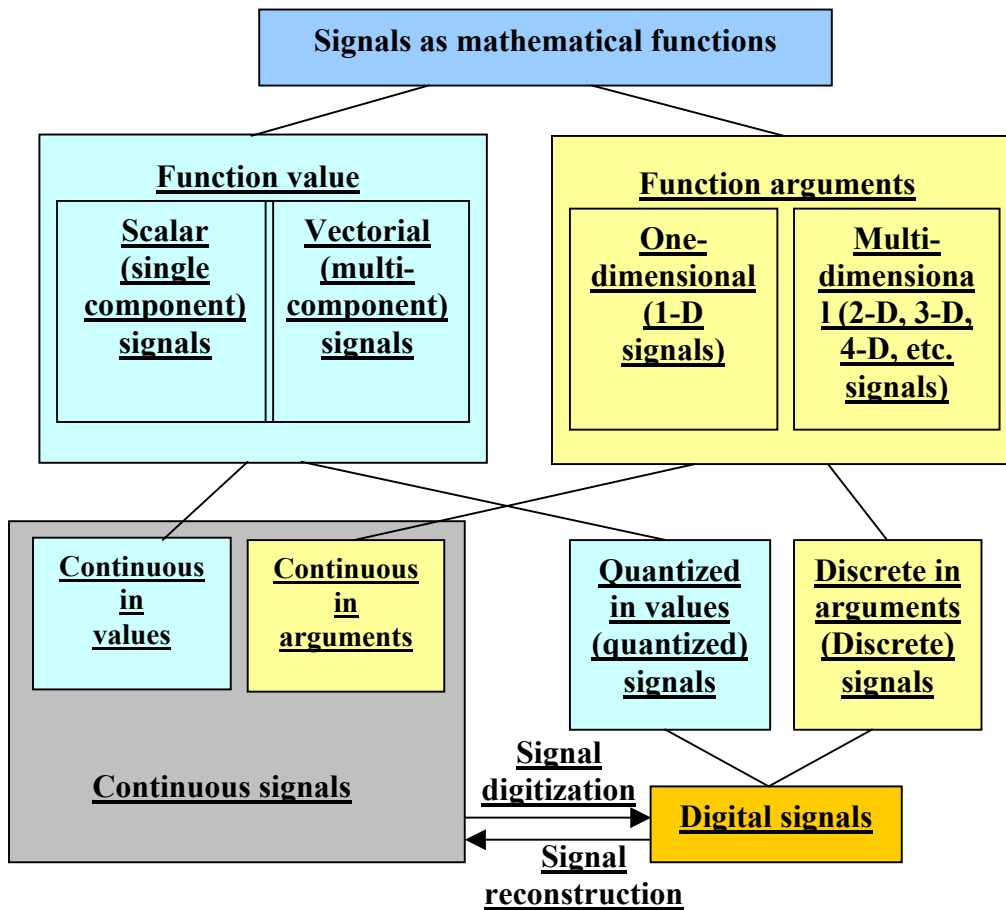 Signals as mathematical functions
Function value
Scalar
(single
component)
signals
Vectorial
(multi-
component)
signals
Function arguments
One-
dimensional
(1-D
signals)
Multi-
dimensiona
l (2-D, 3-D,
4-D, etc.
signals)
Continuous
in
values
Continuous
in
arguments
Continuous signals
Quantized
in values
(quantized)
signals
Discrete in
arguments
(Discrete)
signals
Signal
digitization
Digital signals
Signal
reconstruction